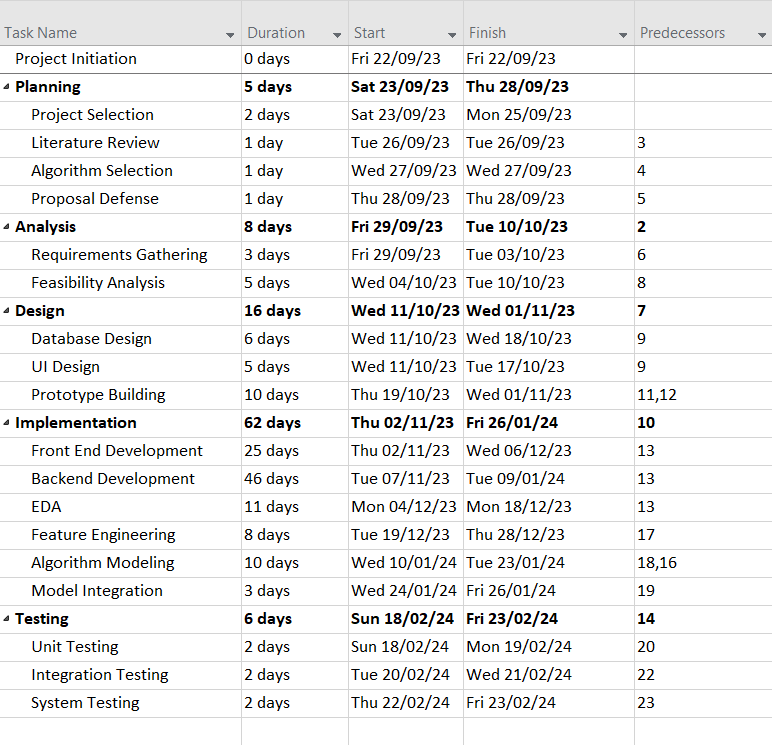 Task Name Duration Start Finish Predecessors
Project Initiation 0 days Fri 22/09/23 Fri 22/09/23
Planning 5 days Sat 23/09/23 Thu 28/09/23
Project Selection 2 days Sat 23/09/23 Mon 25/09/23
Literature Review 1 day Tue 26/09/23 Tue 26/09/23 3
Algorithm Selection 1 day Wed 27/09/23 Wed 27/09/23 4
Proposal Defense 1 day Thu 28/09/23 Thu 28/09/23 5
Analysis 8 days Fri 29/09/23 Tue 10/10/23 2
Requirements Gathering 3 days Fri 29/09/23 Tue 03/10/23 6
Feasibility Analysis 5 days Wed 04/10/23 Tue 10/10/23 8
Design 16 days Wed 11/10/23 Wed 01/11/23 7
Database Design 6 days Wed 11/10/23 Wed 18/10/23 9
UI Design 5 days Wed 11/10/23 Tue 17/10/23 9
Prototype Building 10 days Thu 19/10/23 Wed 01/11/23 11,12
Implementation 62 days Thu 02/11/23 Fri 26/01/24 10
Front End Development 25 days Thu 02/11/23 Wed 06/12/23 13
Backend Development 46 days Tue 07/11/23 Tue 09/01/24 13
EDA 11 days Mon 04/12/23 Mon 18/12/23 13
Feature Engineering 8 days Tue 19/12/23 Thu 28/12/23 17
Algorithm Modeling 10 days Wed 10/01/24 Tue 23/01/24 18,16
Model Integration 3 days Wed 24/01/24 Fri 26/01/24 19
Testing 6 days Sun 18/02/24 Fri 23/02/24 14
Unit Testing 2 days Sun 18/02/24 Mon 19/02/24 20
Integration Testing 2 days Tue 20/02/24 Wed 21/02/24 22
System Testing 2 days Thu 22/02/24 Fri 23/02/24 23